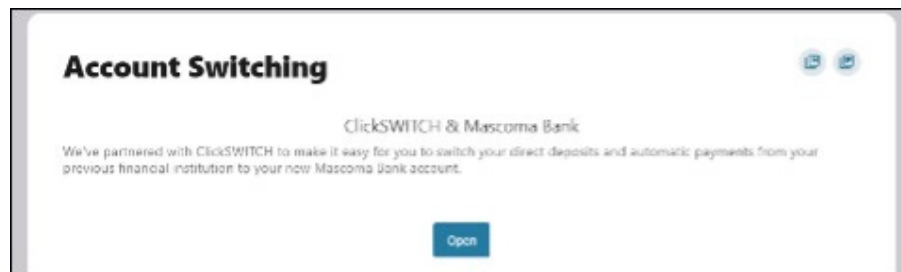 Account Switching
ClickSWITCH & Mascoma Bank
We've partnered with ClickSWITCH to make it easy for you to switch your direct deposits and automatic payments from your
previous financial institution to your new Mascoma Bank account.
Open